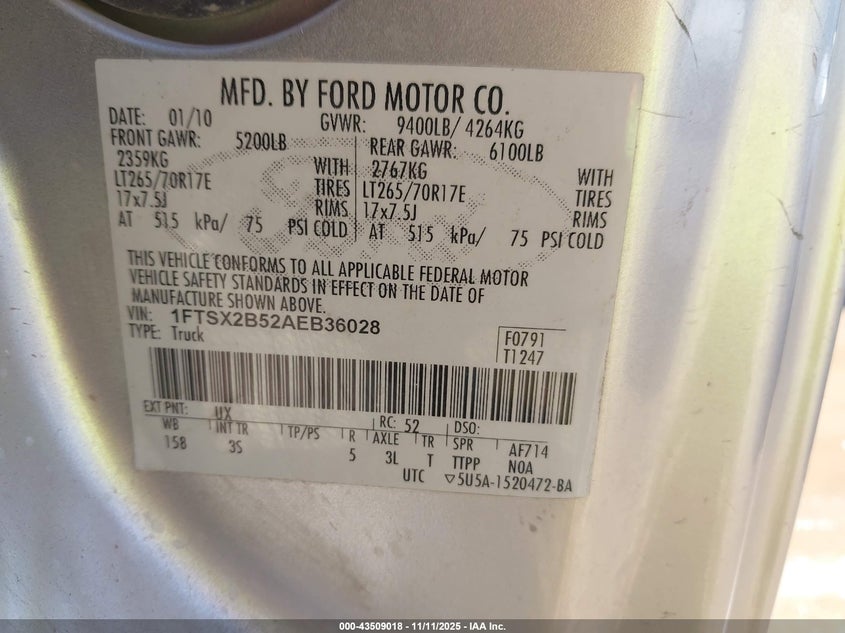 MFD. BY FORD MOTOR CO.
DATE: 01/10 GVWR: 9400LB/ 4264KG
FRONT GAWR: 5200LB REAR GAWR: 6100LB
2359KG WITH 2767KG WITH
LT265/70R17E TIRES LT265/70R17E TIRES
17x7.5J RIMS 17x7.5J RIMS
AT 515 kPa/ 75 PSI COLD AT 515 kPa/ 75 PSI COLD
THIS VEHICLE CONFORMS TO ALL APPLICABLE FEDERAL MOTOR
VEHICLE SAFETY STANDARDS IN EFFECT ON THE DATE OF
MANUFACTURE SHOWN ABOVE.
VIN: 1FTSX2B52AEB36028
TYPE: Truck
F0791
T1247
EXT PNT: UX RC: 52 DSO:
WB INT TR TP/PS R AXLE TR SPR AF714
158 3S 5 3L T TTPP NOA
UTC ▽5U5A-1520472-BA
000-43509018 - 11/11/2025 - IAA Inc.